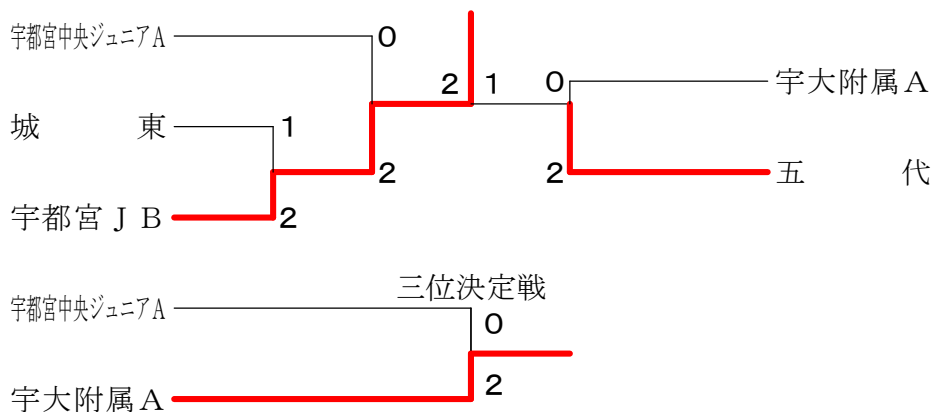 宇都宮中央ジュニアA 0
2 1 0 宇大附属A
城 東 1
2 2 五 代
宇都宮ＪＢ 2
三位決定戦
宇都宮中央ジュニアA 0
宇大附属A 2